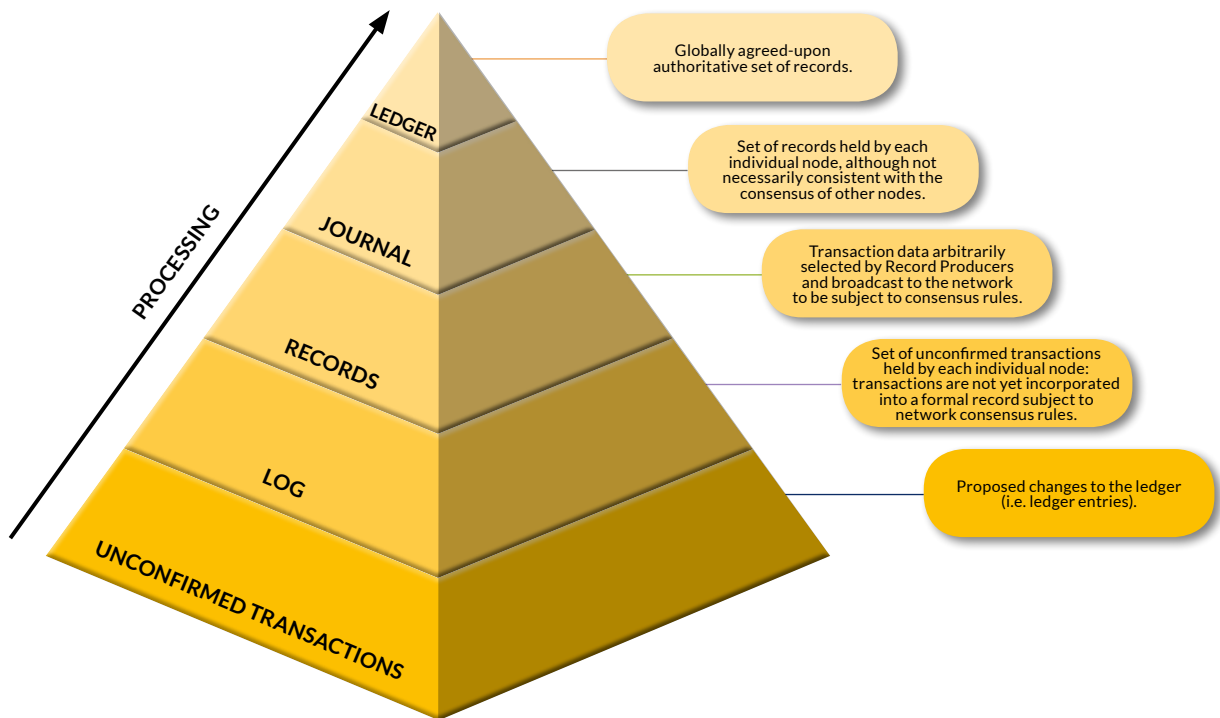 Globally agreed-upon
authoritative set of records.
LEDGER
Set of records held by each
individual node, although not
necessarily consistent with the
consensus of other nodes.
JOURNAL
PROCESSING
Transaction data arbitrarily
selected by Record Producers
and broadcast to the network
to be subject to consensus rules.
RECORDS
Set of unconfirmed transactions
held by each individual node:
transactions are not yet incorporated
into a formal record subject to
network consensus rules.
LOG
Proposed changes to the ledger
(i.e. ledger entries).
UNCONFIRMED TRANSACTIONS